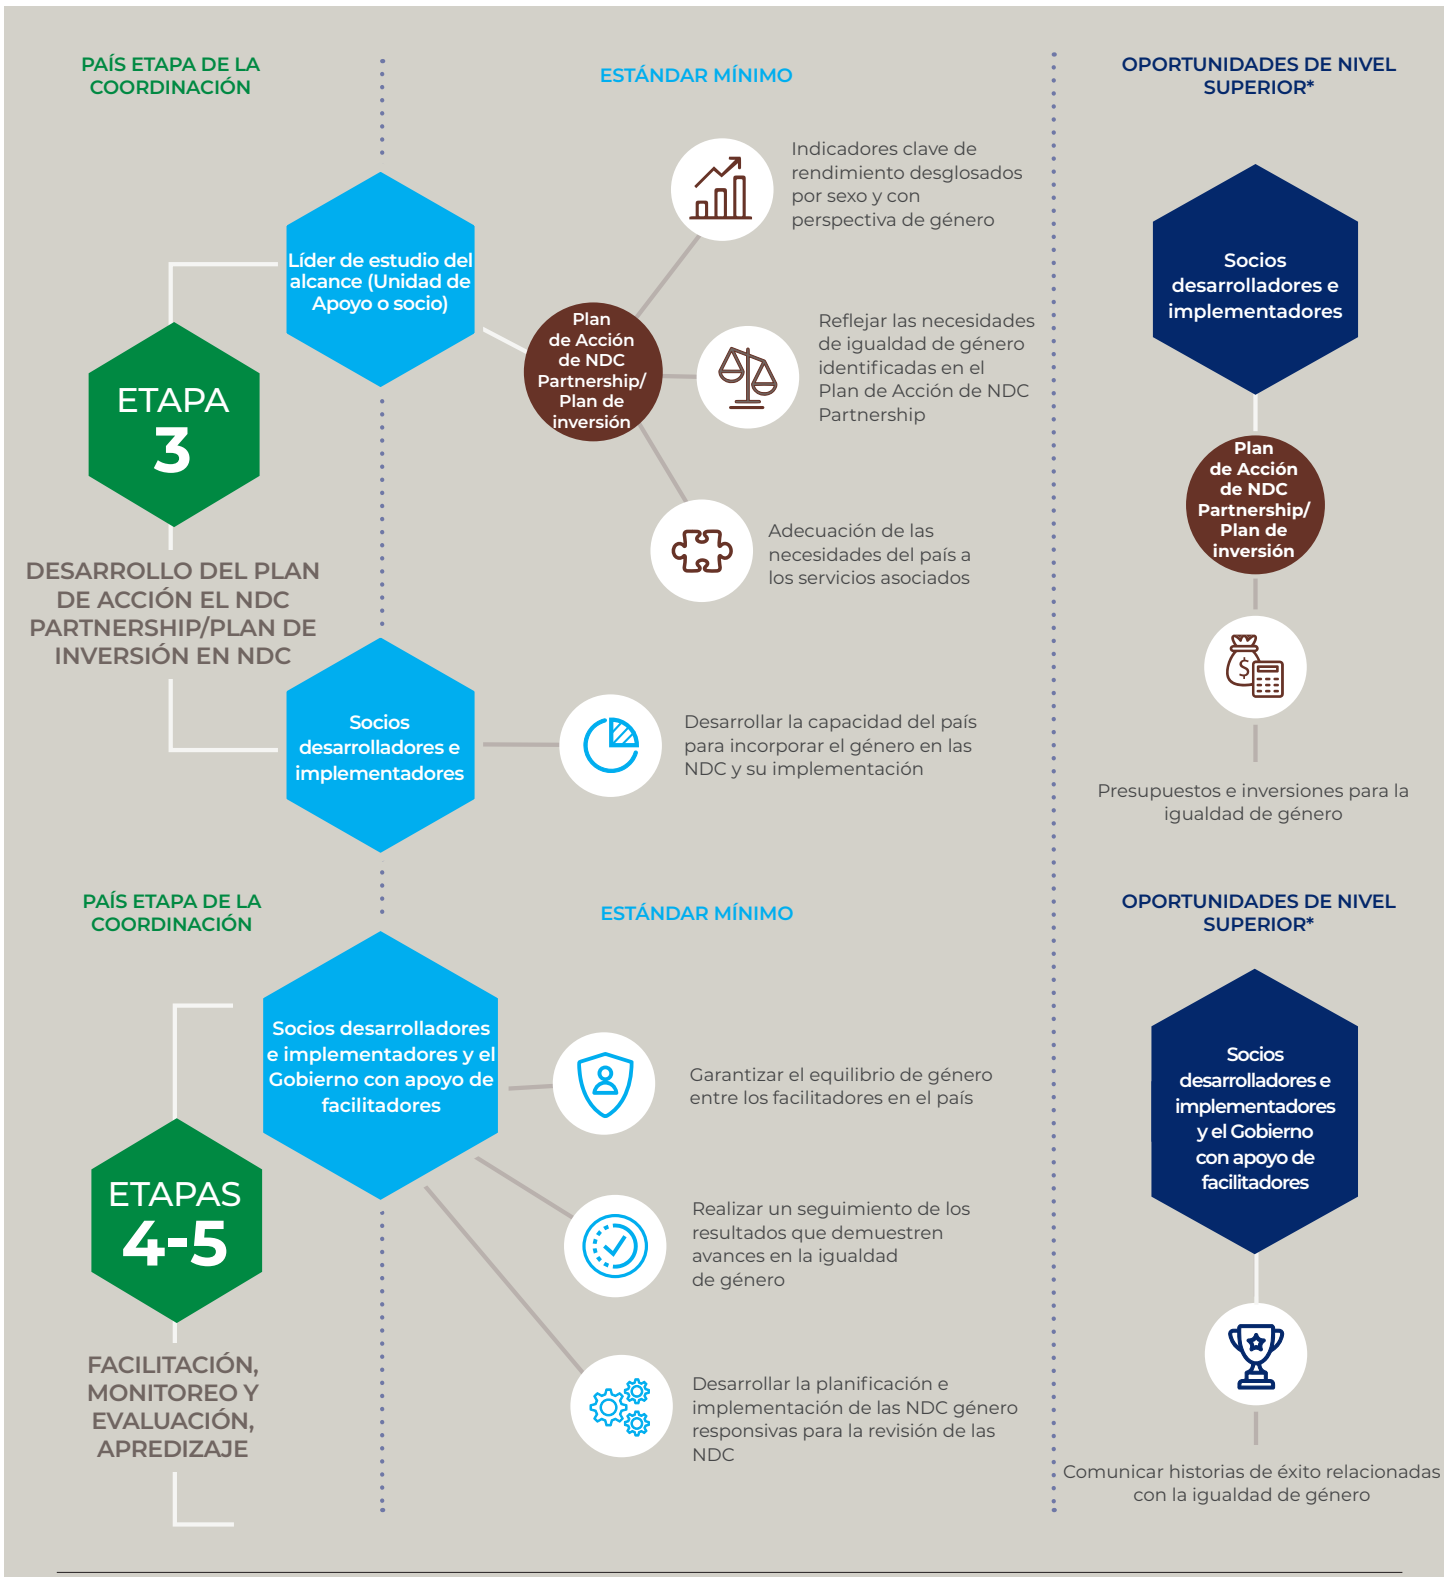 PAÍS ETAPA DE LA
COORDINACIÓN
ESTÁNDAR MÍNIMO
OPORTUNIDADES DE NIVEL
SUPERIOR*
ETAPA
3
DESARROLLO DEL PLAN
DE ACCIÓN EL NDC
PARTNERSHIP/PLAN DE
INVERSIÓN EN NDC
Líder de estudio del
alcance (Unidad de
Apoyo o socio)
Plan
de Acción
de NDC
Partnership/
Plan de
inversión
Indicadores clave de
rendimiento desglosados
por sexo y con
perspectiva de género
Reflejar las necesidades
de igualdad de género
identificadas en el
Plan de Acción de NDC
Partnership
Adecuación de las
necesidades del país a
los servicios asociados
Socios
desarrolladores e
implementadores
Desarrollar la capacidad del país
para incorporar el género en las
NDC y su implementación
Socios
desarrolladores e
implementadores
Plan
de Acción
de NDC
Partnership/
Plan de
inversión
$
Presupuestos e inversiones para la
igualdad de género
PAÍS ETAPA DE LA
COORDINACIÓN
ESTÁNDAR MÍNIMO
OPORTUNIDADES DE NIVEL
SUPERIOR*
ETAPAS
4-5
FACILITACIÓN,
MONITOREO Y
EVALUACIÓN,
APREDIZAJE
Socios desarrolladores
e implementadores y el
Gobierno con apoyo de
facilitadores
Garantizar el equilibrio de género
entre los facilitadores en el país
Realizar un seguimiento de los
resultados que demuestren
avances en la igualdad
de género
Desarrollar la planificación e
implementación de las NDC género
responsivas para la revisión de las
NDC
Socios
desarrolladores e
implementadores
y el Gobierno
con apoyo de
facilitadores
Comunicar historias de éxito relacionadas
con la igualdad de género